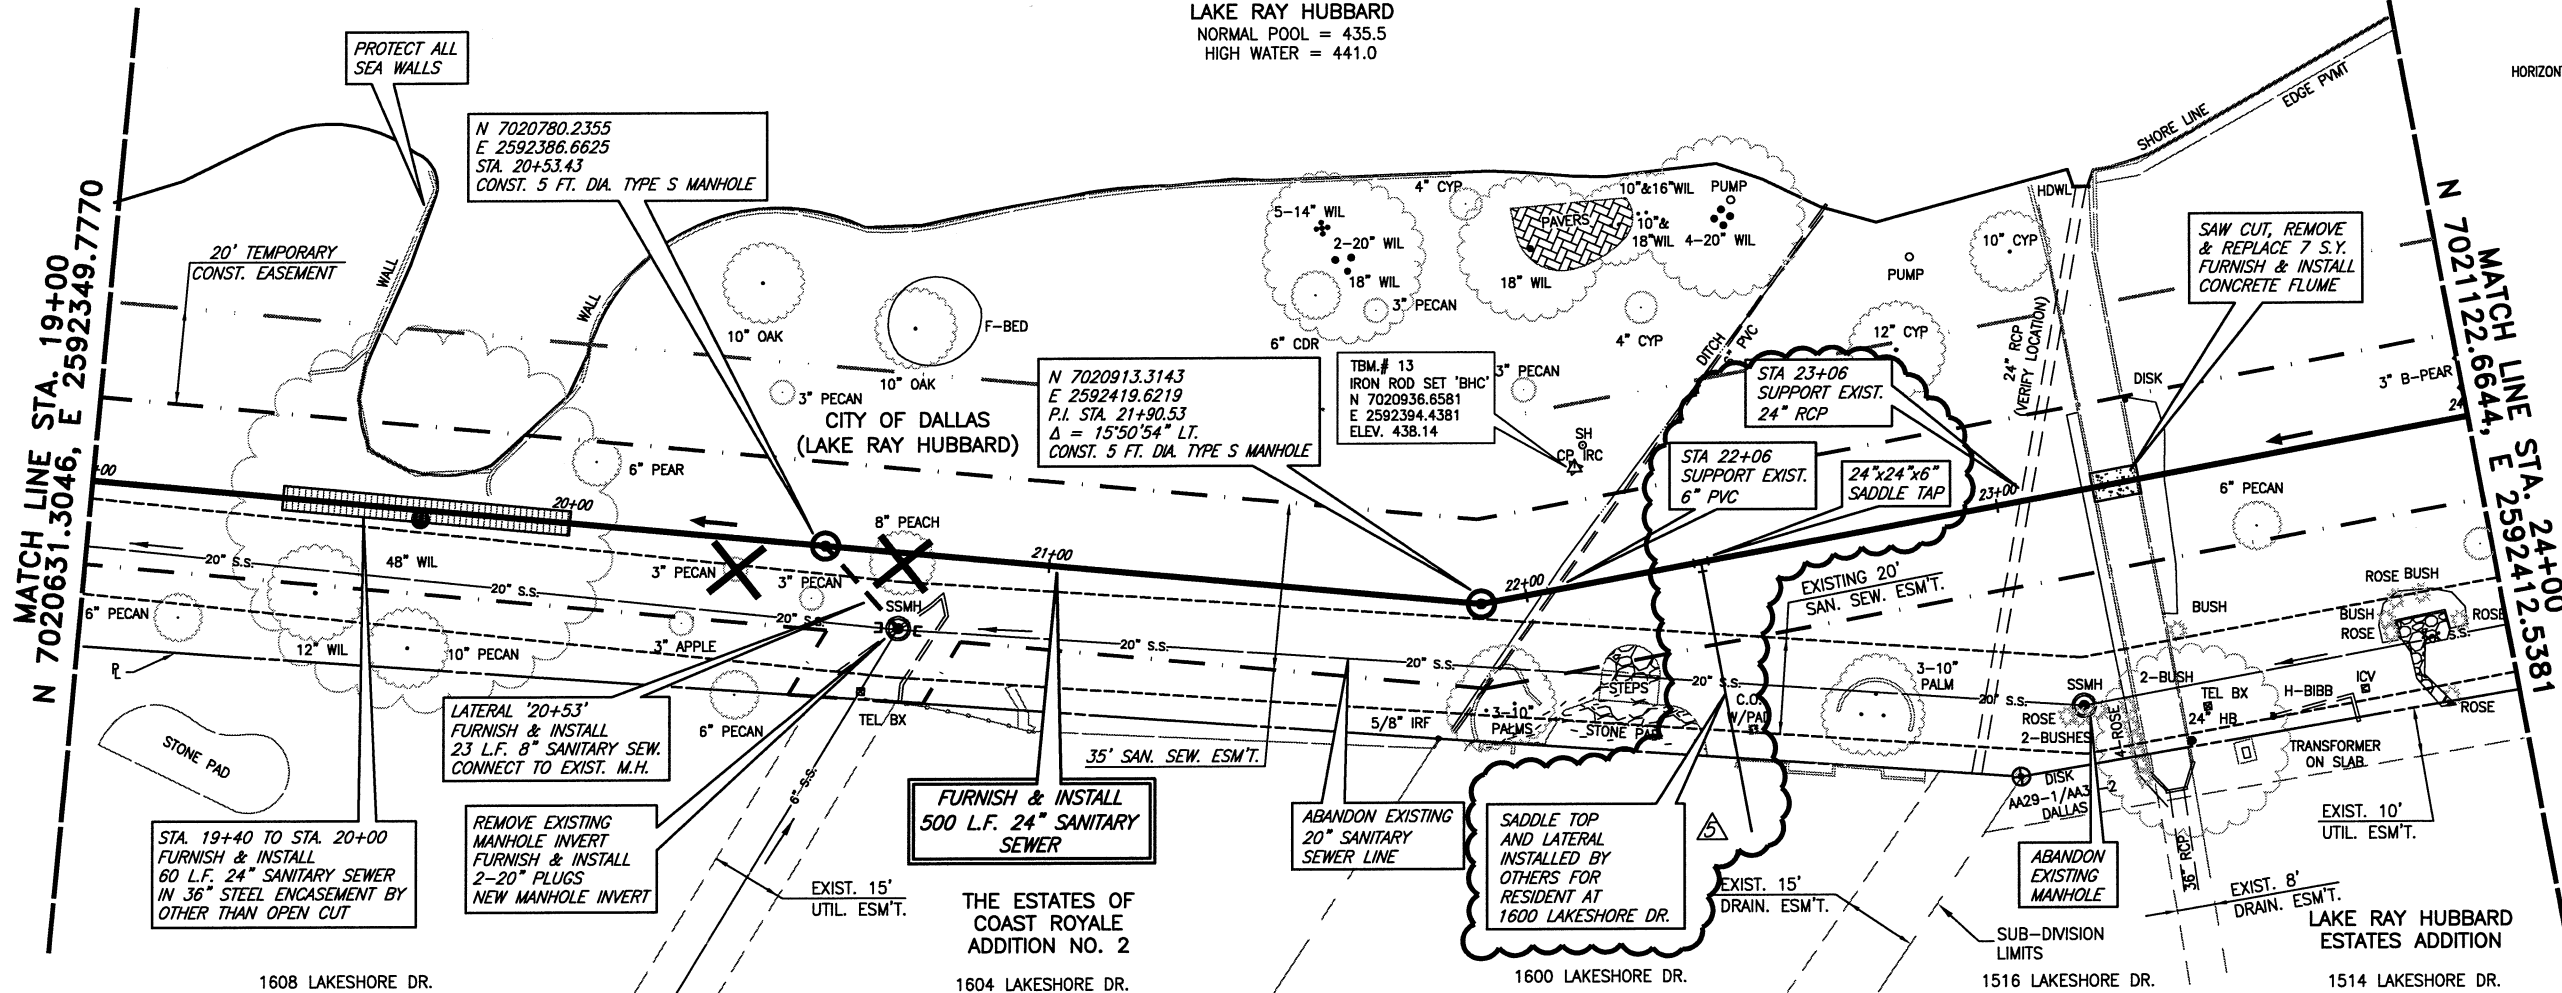 LAKE RAY HUBBARD
NORMAL POOL = 435.5
HIGH WATER = 441.0
HORIZON
PROTECT ALL
SEA WALLS
N 7020780.2355
E 2592386.6625
STA. 20+53.43
CONST. 5 FT. DIA. TYPE S MANHOLE
MATCH LINE STA. 19+00
N 7020631.3046, E 2592349.7770
20' TEMPORARY
CONST. EASEMENT
WALL
WALL
10" OAK
F-BED
10" OAK
3" PECAN
CITY OF DALLAS
(LAKE RAY HUBBARD)
5-14" WIL
2-20" WIL
18" WIL
3" PECAN
6" CDR
4" CYP
PAVERS
18" WIL
10"&16"WIL
10"&
18"WIL
PUMP
4-20" WIL
4" CYP
3" PECAN
DITCH
6" PVC
PUMP
10" CYP
12" CYP
HDWL
24" RCP
(VERIFY LOCATION)
SHORE LINE
EDGE PVMT
SAW CUT, REMOVE
& REPLACE 7 S.Y.
FURNISH & INSTALL
CONCRETE FLUME
DISK
3" B-PEAR
24
MATCH LINE STA. 24+00
N 7021122.6644, E 2592412.5381
N 7020913.3143
E 2592419.6219
P.I. STA. 21+90.53
Δ = 15°50'54" LT.
CONST. 5 FT. DIA. TYPE S MANHOLE
TBM.# 13
IRON ROD SET 'BHC'
N 7020936.6581
E 2592394.4381
ELEV. 438.14
SH
CP IRC
STA 23+06
SUPPORT EXIST.
24" RCP
STA 22+06
SUPPORT EXIST.
6" PVC
24"x24"x6"
SADDLE TAP
+00
20+00
21+00
22+00
23+00
6" PEAR
8" PEACH
3" PECAN
3" PECAN
48" WIL
6" PECAN
12" WIL
10" PECAN
3" APPLE
6" PECAN
6" PECAN
20" S.S.
20" S.S.
20" S.S.
20" S.S.
20" S.S.
20" S.S.
20" S.S.
S.S.
SSMH
TEL BX
PL
STONE PAD
LATERAL '20+53'
FURNISH & INSTALL
23 L.F. 8" SANITARY SEW.
CONNECT TO EXIST. M.H.
STA. 19+40 TO STA. 20+00
FURNISH & INSTALL
60 L.F. 24" SANITARY SEWER
IN 36" STEEL ENCASEMENT BY
OTHER THAN OPEN CUT
REMOVE EXISTING
MANHOLE INVERT
FURNISH & INSTALL
2-20" PLUGS
NEW MANHOLE INVERT
6" S.S.
EXIST. 15'
UTIL. ESM'T.
FURNISH & INSTALL
500 L.F. 24" SANITARY
SEWER
35' SAN. SEW. ESM'T.
THE ESTATES OF
COAST ROYALE
ADDITION NO. 2
ABANDON EXISTING
20" SANITARY
SEWER LINE
5/8" IRF
3-10"
PALMS
STEPS
STONE PAD
C.O.
W/PAD
EXISTING 20'
SAN. SEW. ESM'T.
3-10"
PALM
SADDLE TOP
AND LATERAL
INSTALLED BY
OTHERS FOR
RESIDENT AT
1600 LAKESHORE DR.
5
EXIST. 15'
DRAIN. ESM'T.
SSMH
ROSE
2-BUSHES
4-ROSE
2-BUSH
BUSH
TEL BX
24" HB
H-BIBB
ICV
ROSE BUSH
BUSH
ROSE
ROSE
ROSE
DISK
AA29-1/AA3-2
DALLAS
TRANSFORMER
ON SLAB
EXIST. 10'
UTIL. ESM'T.
ABANDON
EXISTING
MANHOLE
36" RCP
EXIST. 8'
DRAIN. ESM'T.
SUB-DIVISION
LIMITS
LAKE RAY HUBBARD
ESTATES ADDITION
1608 LAKESHORE DR.
1604 LAKESHORE DR.
1600 LAKESHORE DR.
1516 LAKESHORE DR.
1514 LAKESHORE DR.